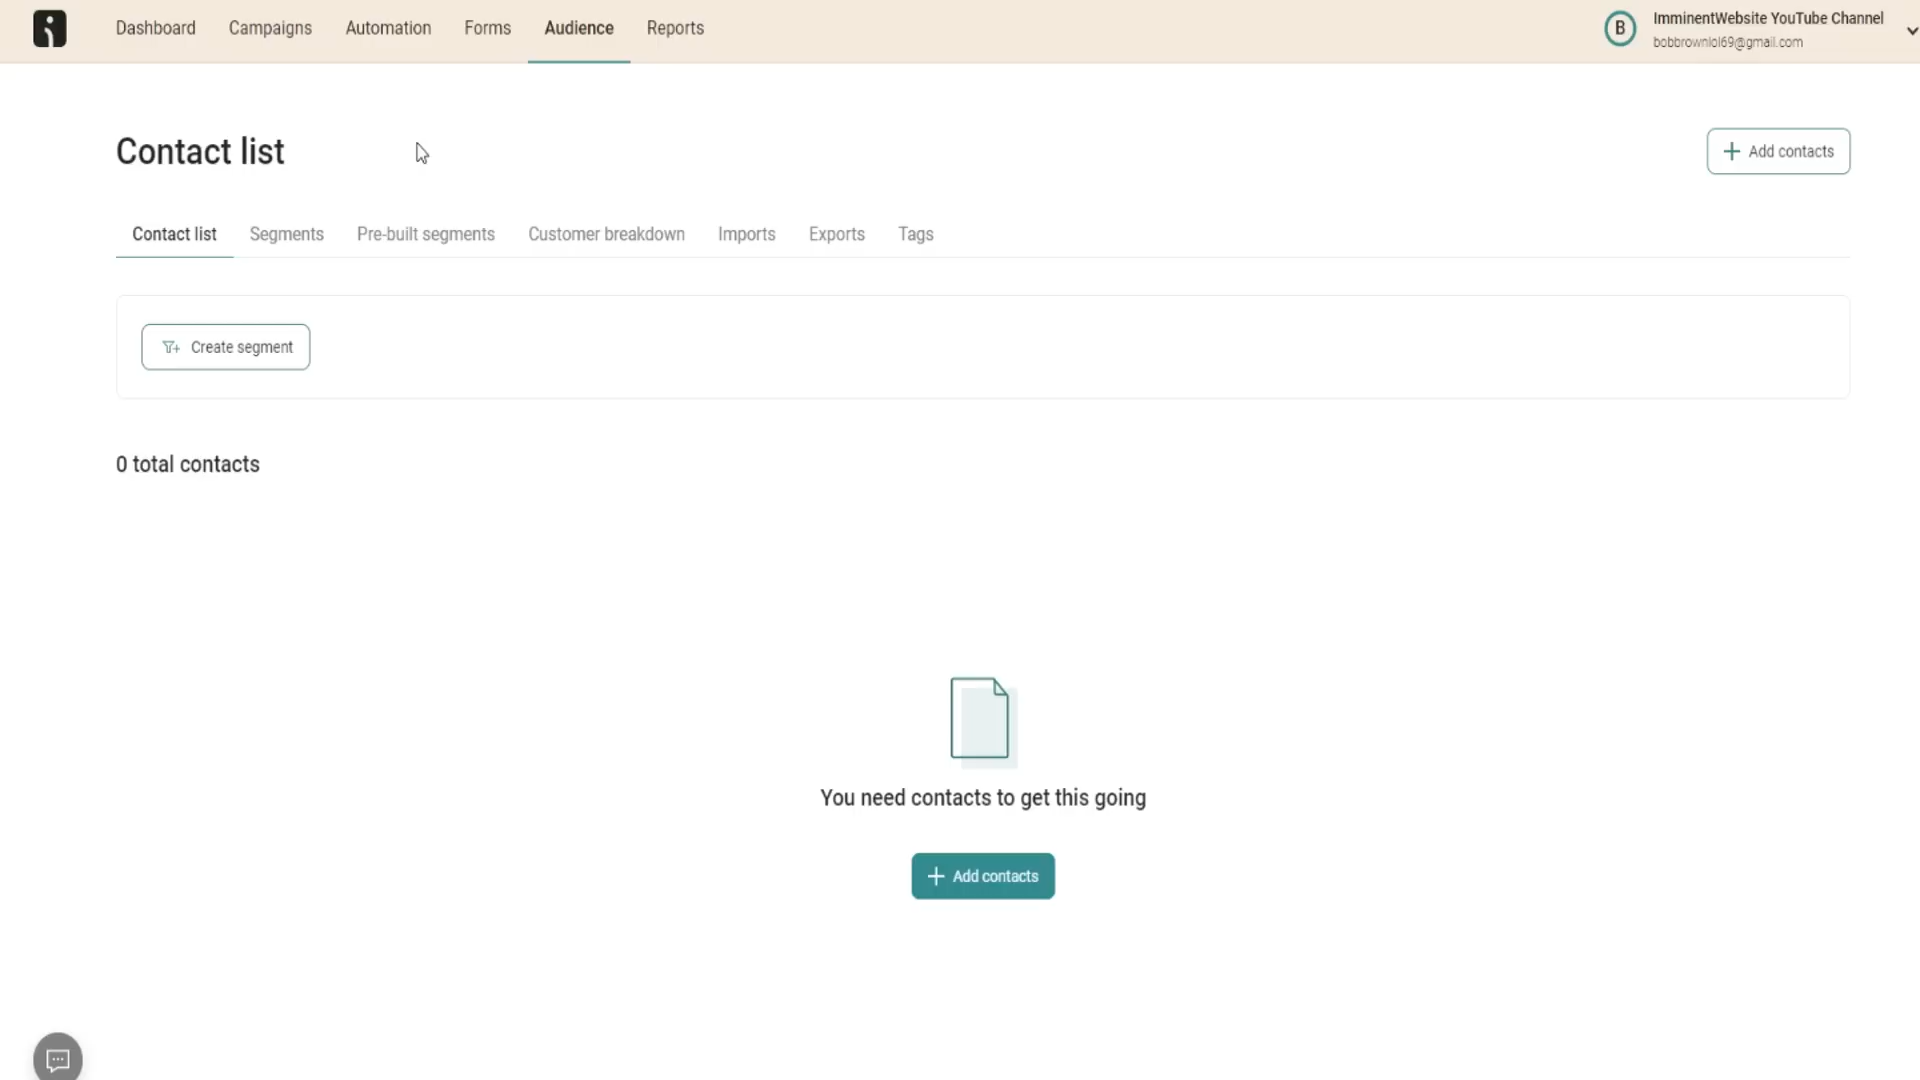 Dashboard Campaigns Automation Forms Audience Reports
B
ImminentWebsite YouTube Channel
bobbrownlol69@gmail.com
Contact list
+ Add contacts
Contact list Segments Pre-built segments Customer breakdown Imports Exports Tags
Create segment
0 total contacts
You need contacts to get this going
+ Add contacts